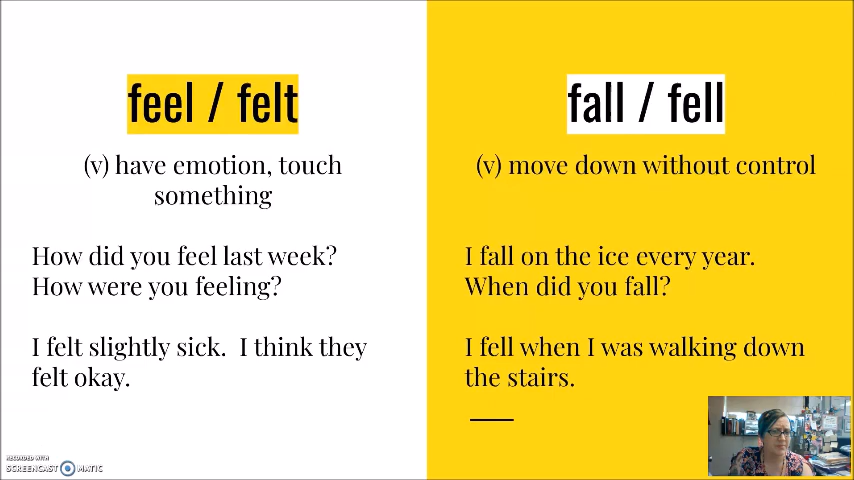 feel / felt
(v) have emotion, touch
something
How did you feel last week?
How were you feeling?
I felt slightly sick.  I think they
felt okay.
fall / fell
(v) move down without control
I fall on the ice every year.
When did you fall?
I fell when I was walking down
the stairs.
RECORDED WITH
SCREENCAST MATIC